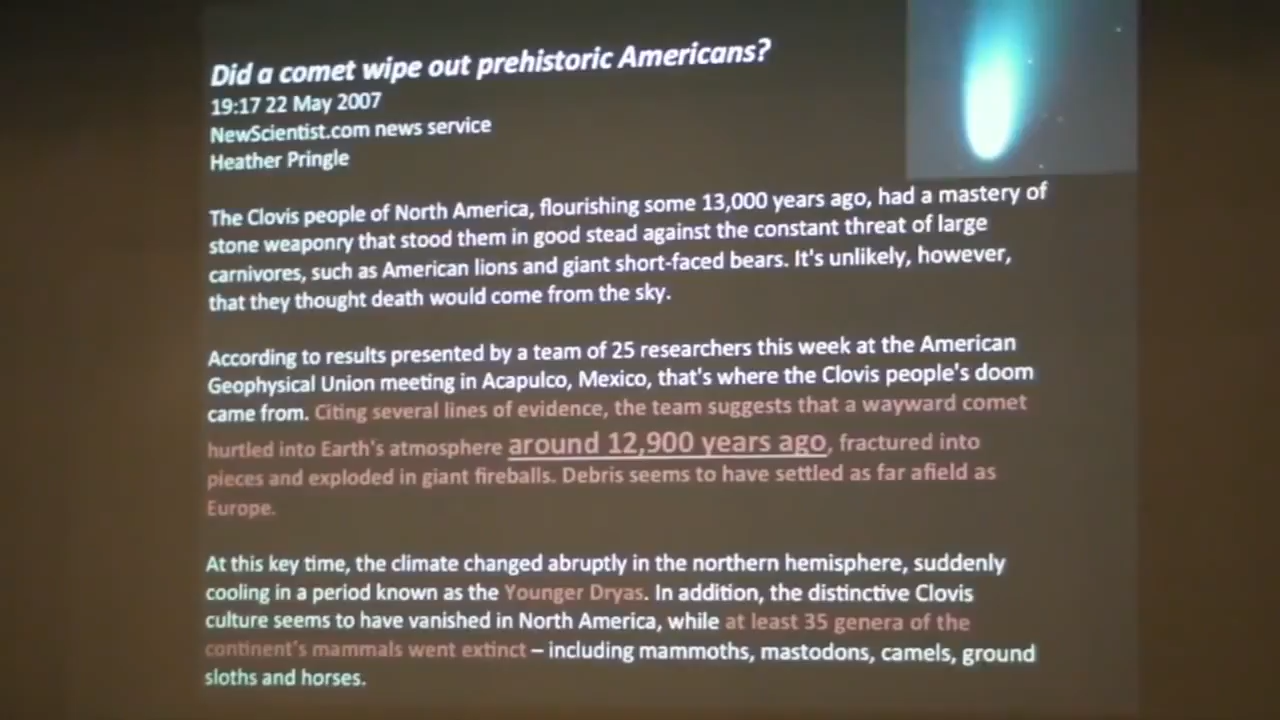 Did a comet wipe out prehistoric Americans?
19:17 22 May 2007
NewScientist.com news service
Heather Pringle
The Clovis people of North America, flourishing some 13,000 years ago, had a mastery of
stone weaponry that stood them in good stead against the constant threat of large
carnivores, such as American lions and giant short-faced bears. It's unlikely, however,
that they thought death would come from the sky.
According to results presented by a team of 25 researchers this week at the American
Geophysical Union meeting in Acapulco, Mexico, that's where the Clovis people's doom
came from. Citing several lines of evidence, the team suggests that a wayward comet
hurtled into Earth's atmosphere around 12,900 years ago, fractured into
pieces and exploded in giant fireballs. Debris seems to have settled as far afield as
Europe.
At this key time, the climate changed abruptly in the northern hemisphere, suddenly
cooling in a period known as the Younger Dryas. In addition, the distinctive Clovis
culture seems to have vanished in North America, while at least 35 genera of the
continent's mammals went extinct – including mammoths, mastodons, camels, ground
sloths and horses.